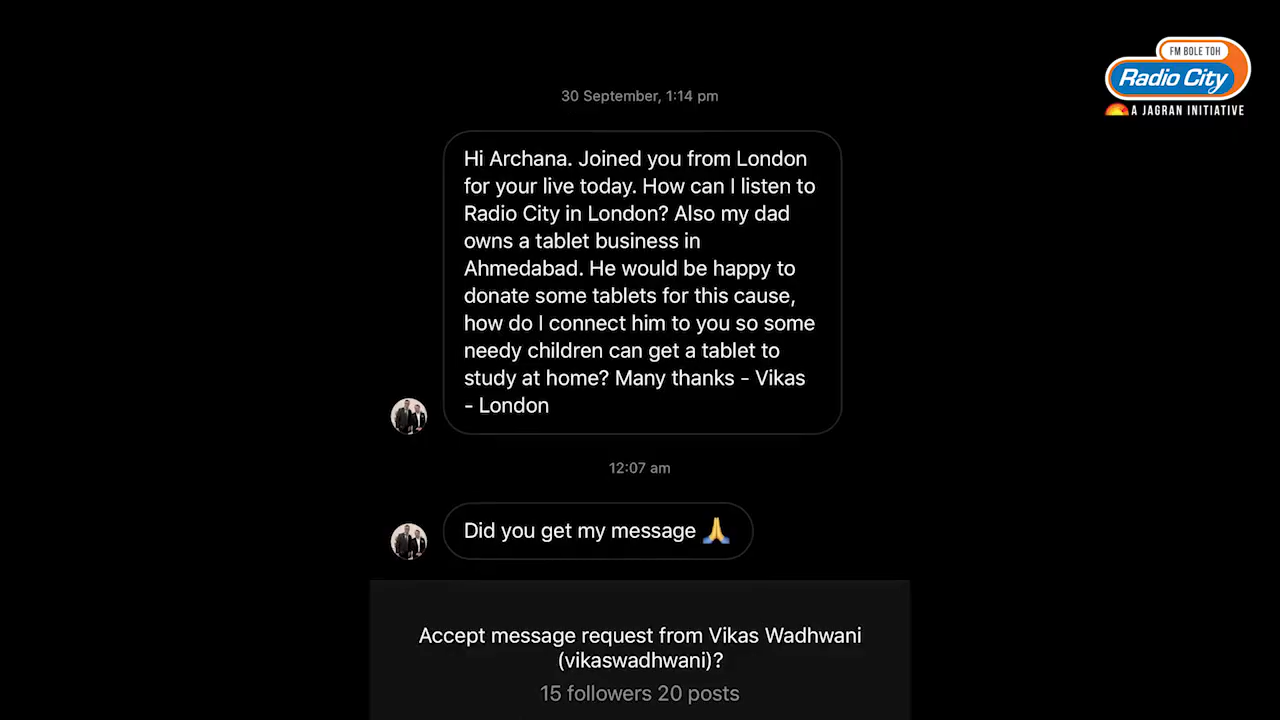 FM BOLE TOH
Radio City
A JAGRAN INITIATIVE
30 September, 1:14 pm
Hi Archana. Joined you from London
for your live today. How can I listen to
Radio City in London? Also my dad
owns a tablet business in
Ahmedabad. He would be happy to
donate some tablets for this cause,
how do I connect him to you so some
needy children can get a tablet to
study at home? Many thanks - Vikas
- London
12:07 am
Did you get my message 🙏
Accept message request from Vikas Wadhwani
(vikaswadhwani)?
15 followers 20 posts